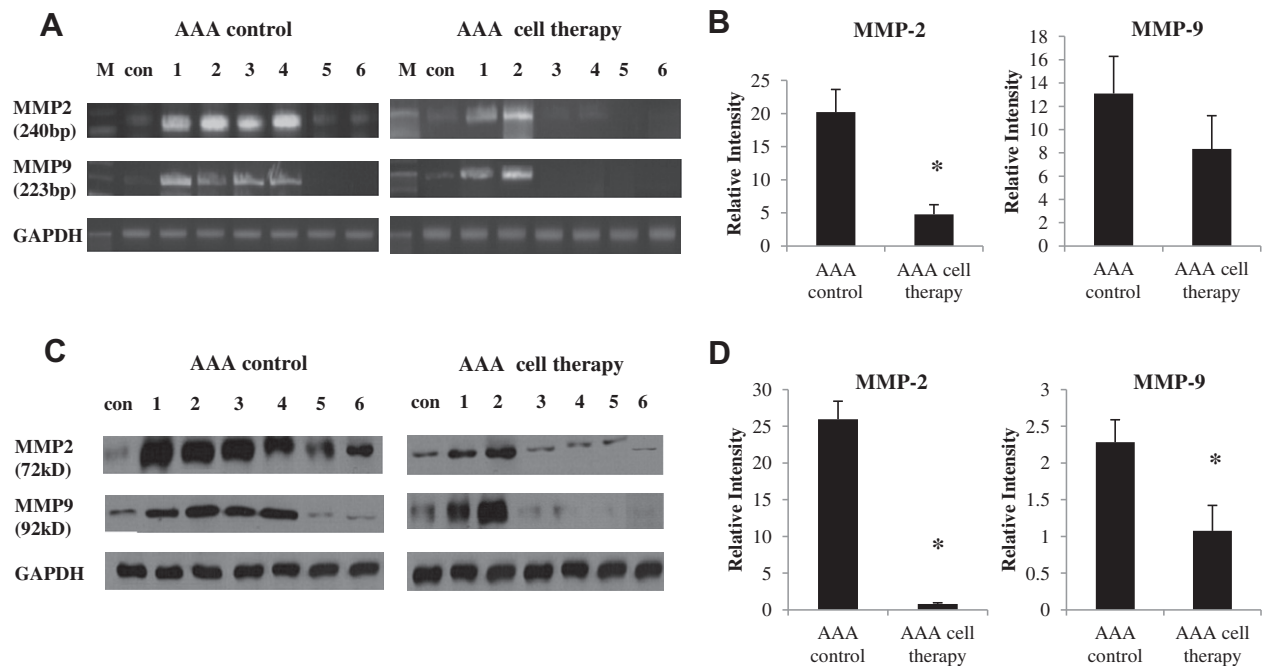 A
AAA control
AAA cell therapy
M con 1 2 3 4 5 6
M con 1 2 3 4 5 6
MMP2
(240bp)
MMP9
(223bp)
GAPDH
B
MMP-2
Relative Intensity
25
20
15
10
5
0
AAA
control
AAA cell
therapy
*
MMP-9
Relative Intensity
18
16
14
12
10
8
6
4
2
0
AAA
control
AAA cell
therapy
C
AAA control
AAA cell therapy
con 1 2 3 4 5 6
con 1 2 3 4 5 6
MMP2
(72kD)
MMP9
(92kD)
GAPDH
D
MMP-2
Relative Intensity
30
25
20
15
10
5
0
*
AAA
control
AAA cell
therapy
MMP-9
Relative Intensity
3
2.5
2
1.5
1
0.5
0
*
AAA
control
AAA cell
therapy